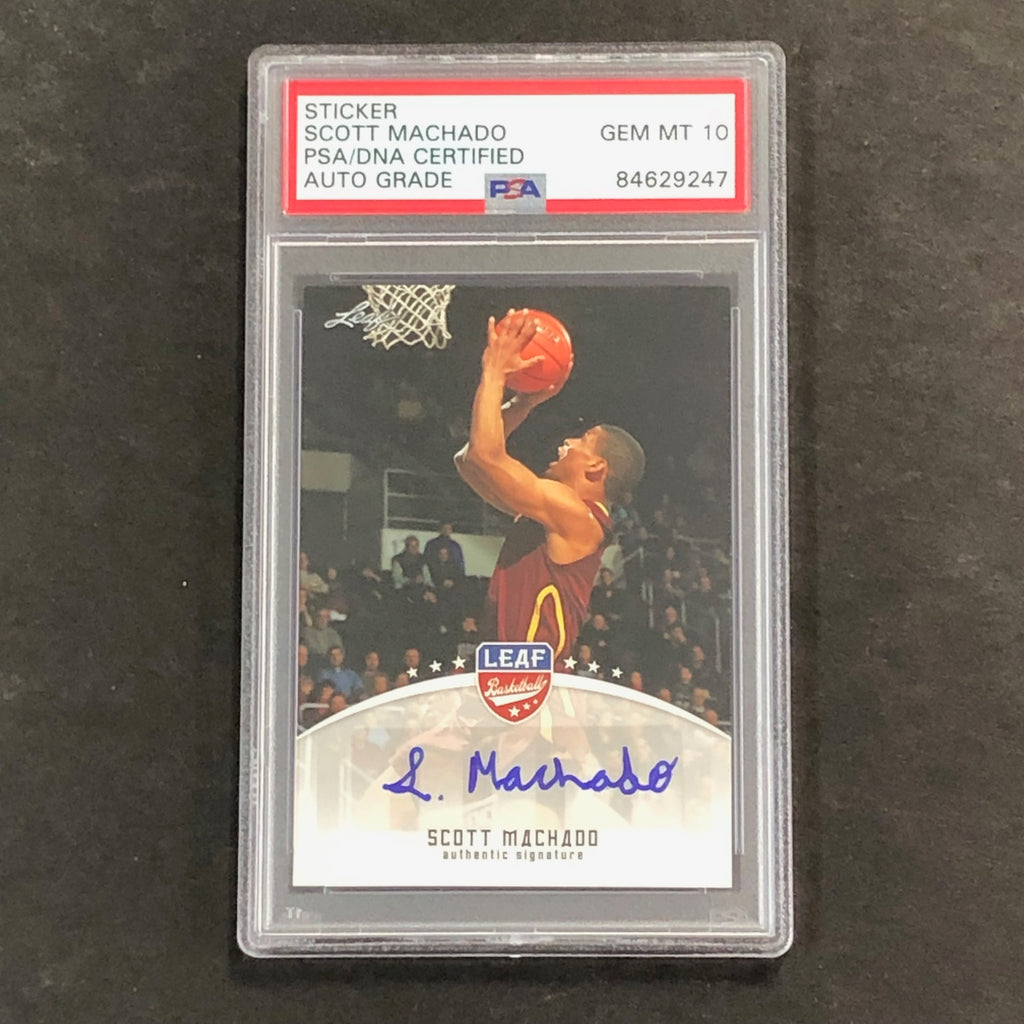 STICKER
SCOTT MACHADO GEM MT 10
PSA/DNA CERTIFIED
AUTO GRADE PSA 84629247
Leaf
LEAF
Basketball
S. Machado
SCOTT MACHADO
authentic signature